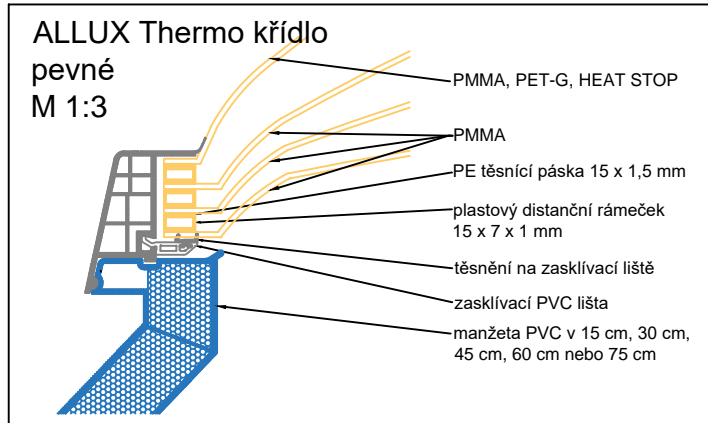 ALLUX Thermo křídlo
pevné
M 1:3
PMMA, PET-G, HEAT STOP
PMMA
PE těsnící páska 15 x 1,5 mm
plastový distanční rámeček
15 x 7 x 1 mm
těsnění na zasklívací liště
zasklívací PVC lišta
manžeta PVC v 15 cm, 30 cm,
45 cm, 60 cm nebo 75 cm